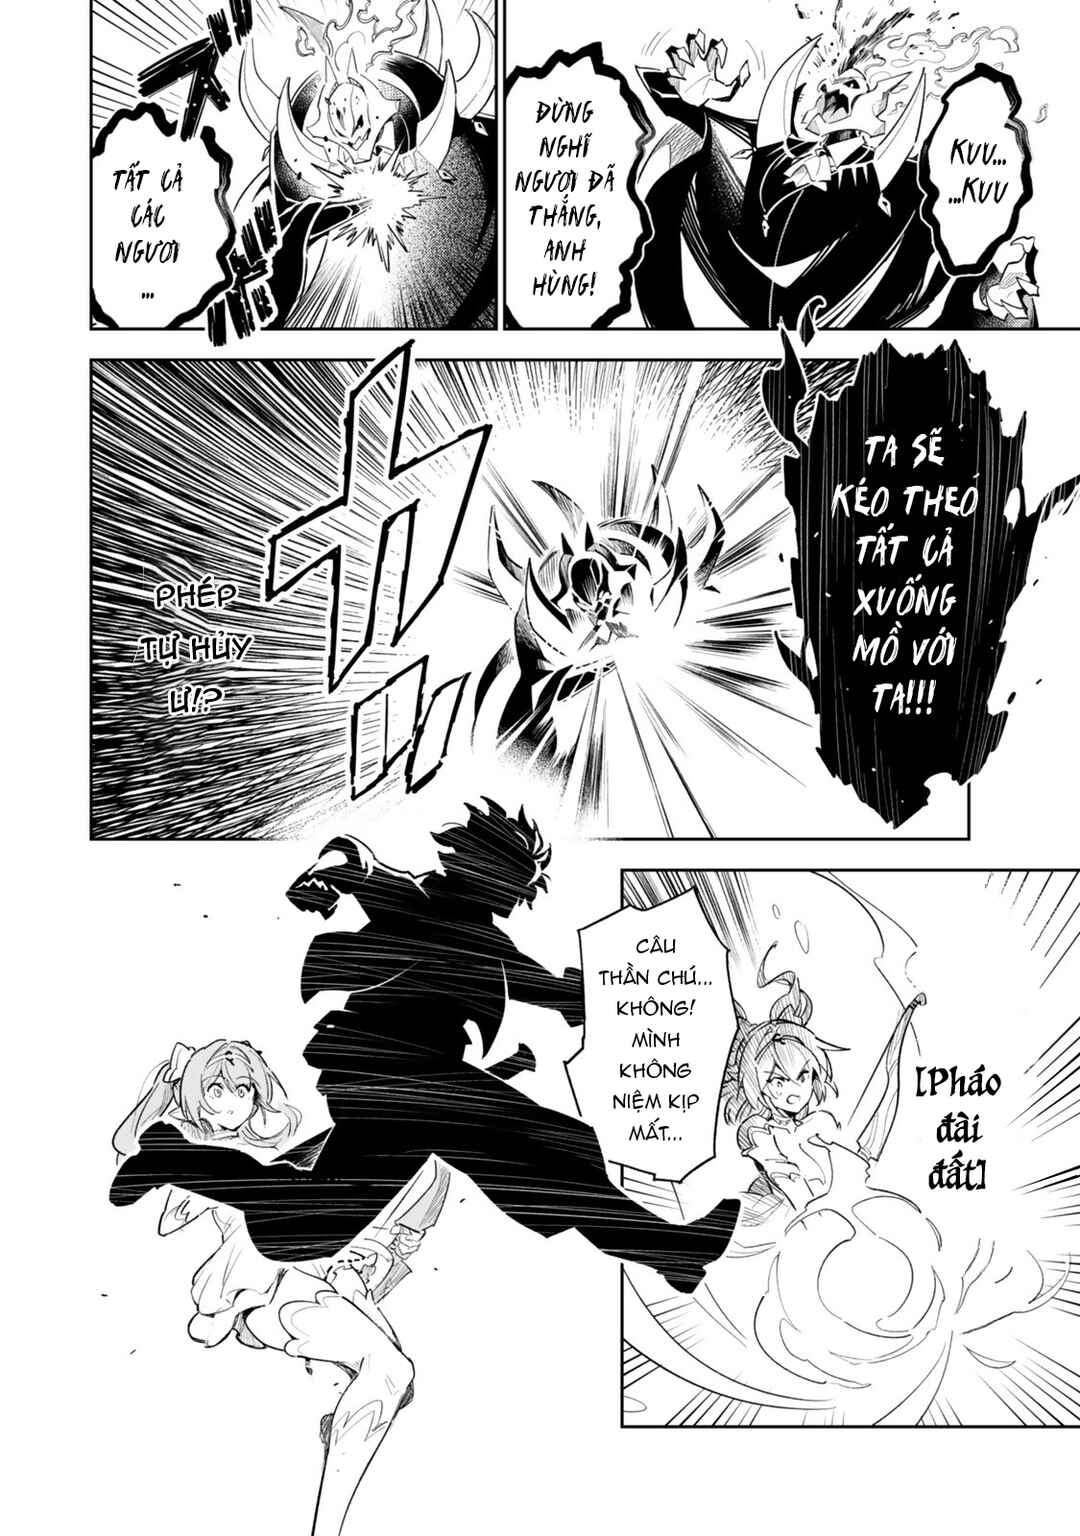 KUU...
...KUU
ĐỪNG
NGHĨ
NGƯƠI ĐÃ
THẮNG,
ANH
HÙNG!
TẤT CẢ
CÁC
NGƯƠI
...
TA SẼ
KÉO THEO
TẤT CẢ
XUỐNG
MỒ VỚI
TA!!!
PHÉP
TỰ HỦY
Ư!?
[Pháo
đài
đất]
CÂU
THẦN CHÚ...
KHÔNG!
MÌNH
KHÔNG
NIỆM KỊP
MẤT...